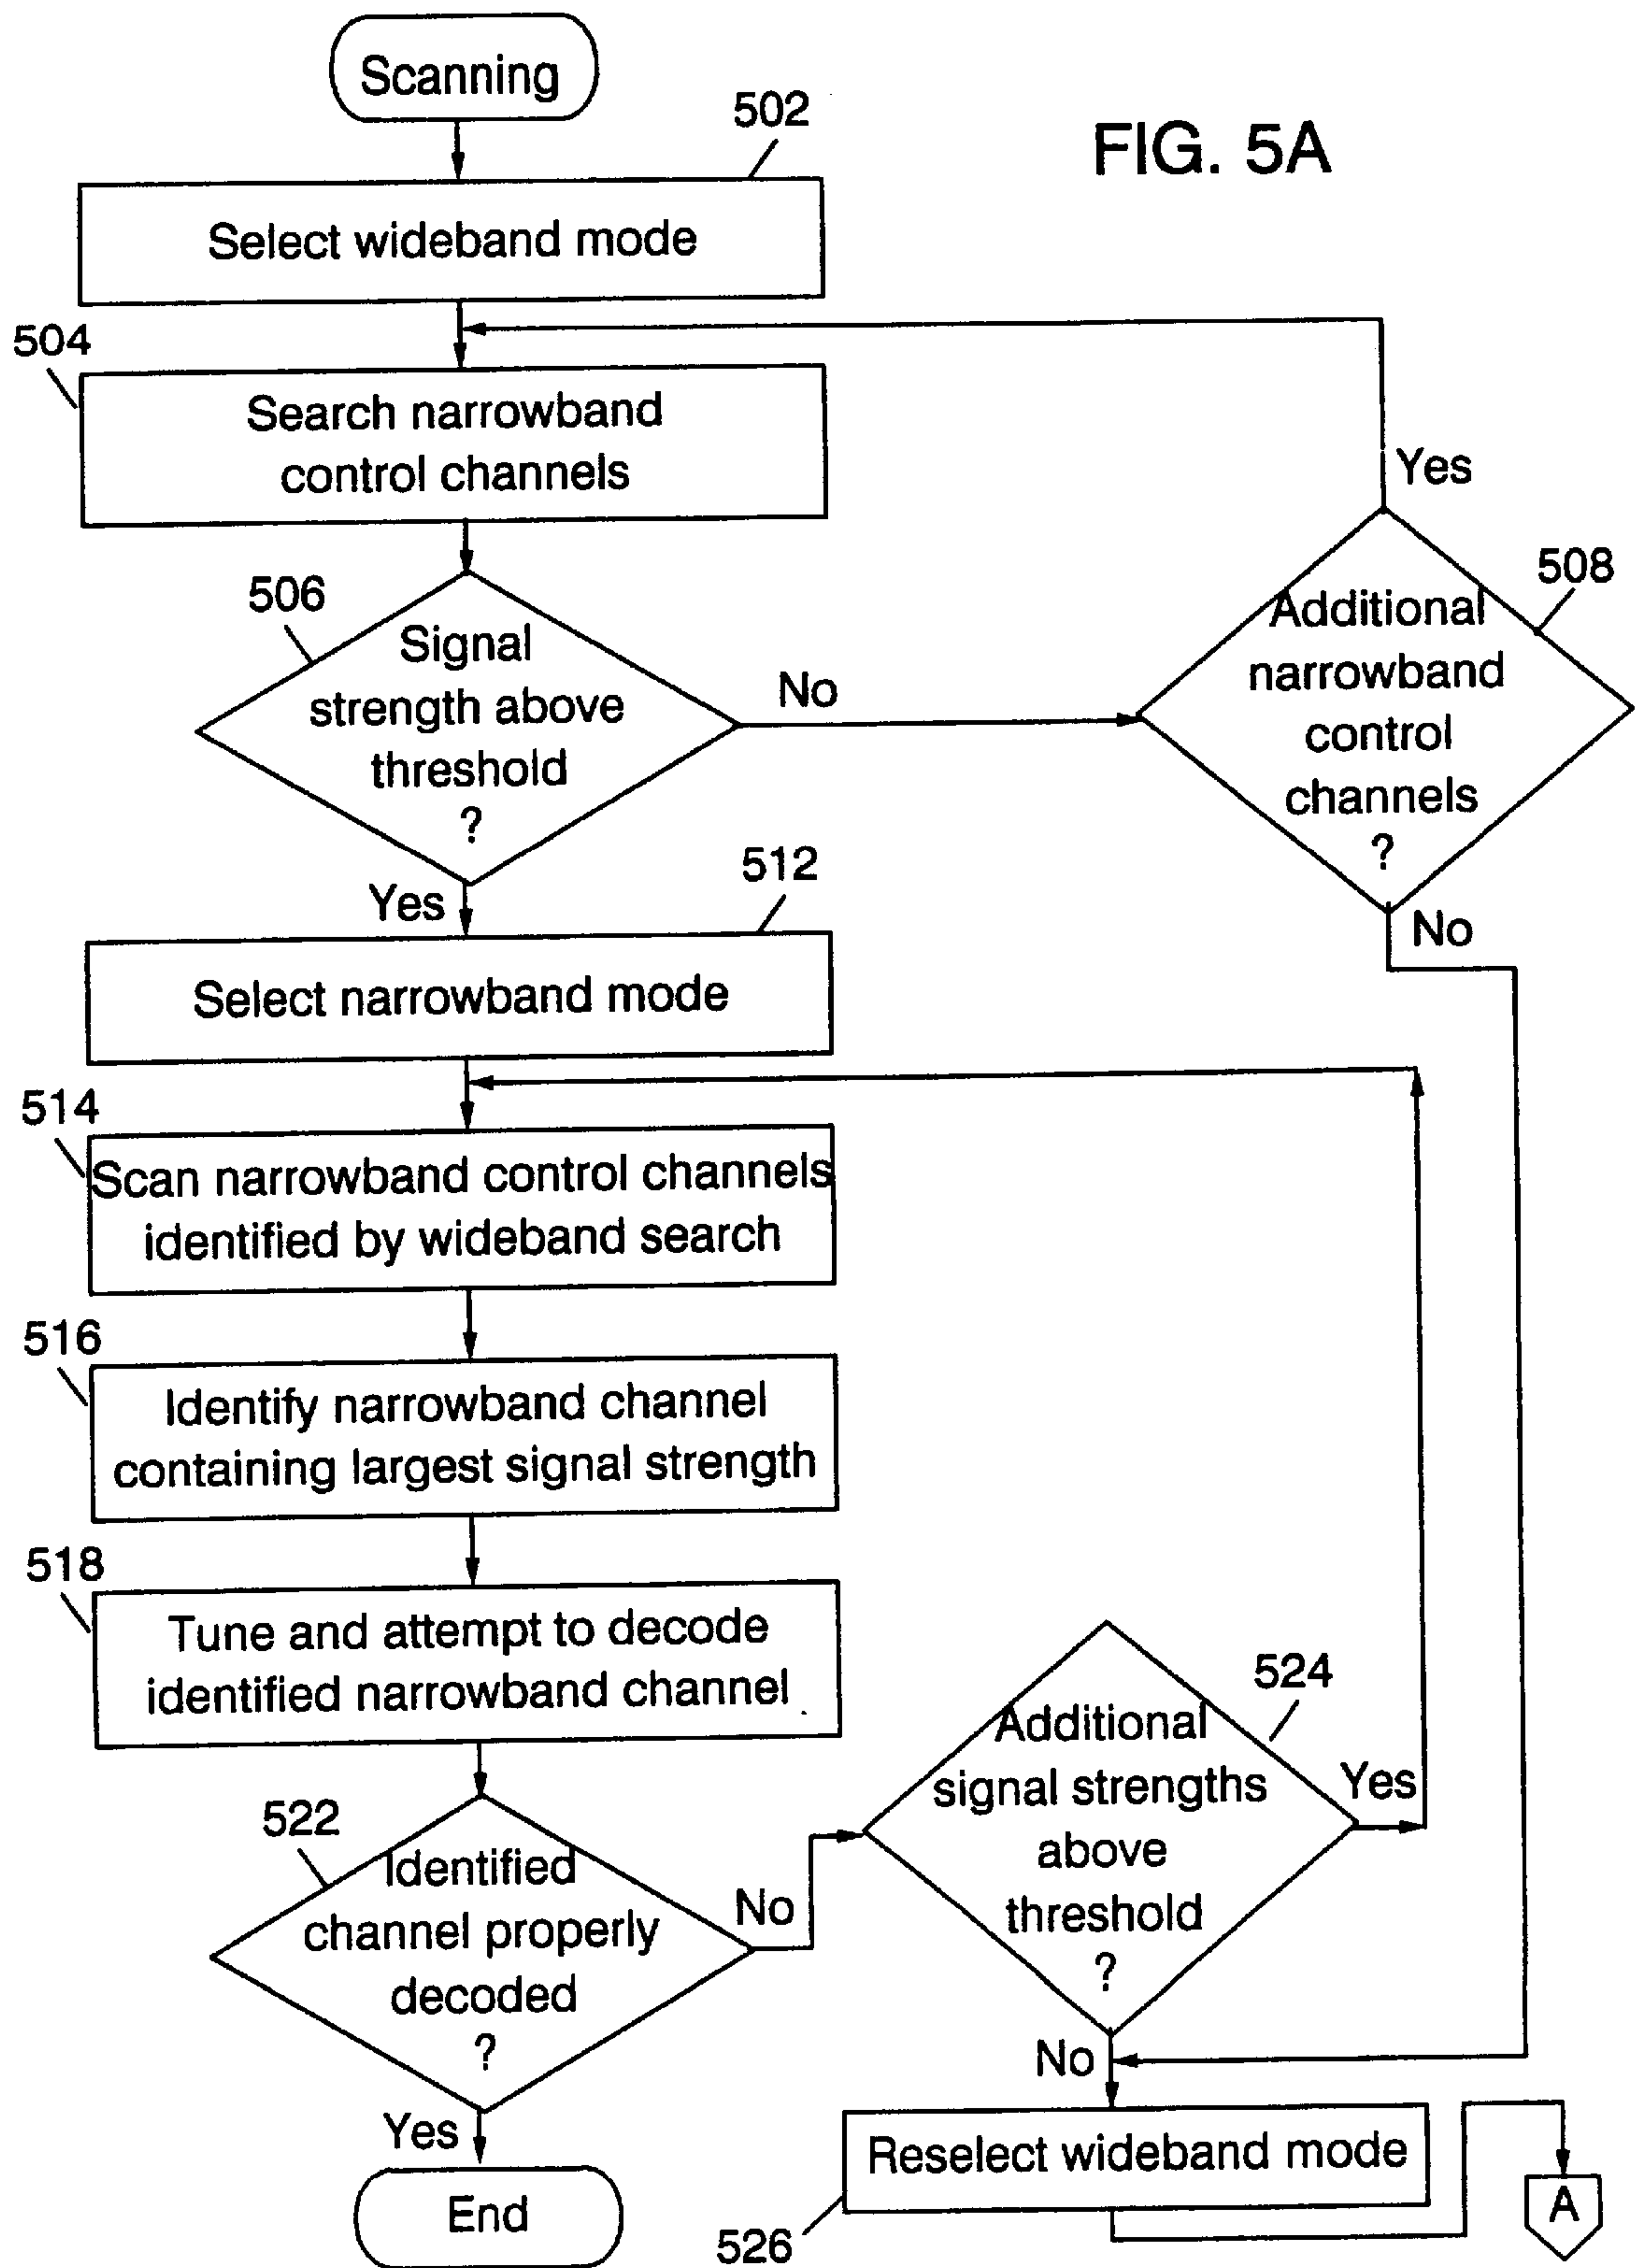 Scanning
502
FIG. 5A
Select wideband mode
504
Search narrowband
control channels
Yes
506
Signal
strength above
threshold
?
No
508
Additional
narrowband
control
channels
?
Yes
512
No
Select narrowband mode
514
Scan narrowband control channels
identified by wideband search
516
Identify narrowband channel
containing largest signal strength
518
Tune and attempt to decode
identified narrowband channel
524
Additional
signal strengths
above
threshold
?
Yes
522
Identified
channel properly
decoded
?
No
No
Yes
Reselect wideband mode
526
A
End